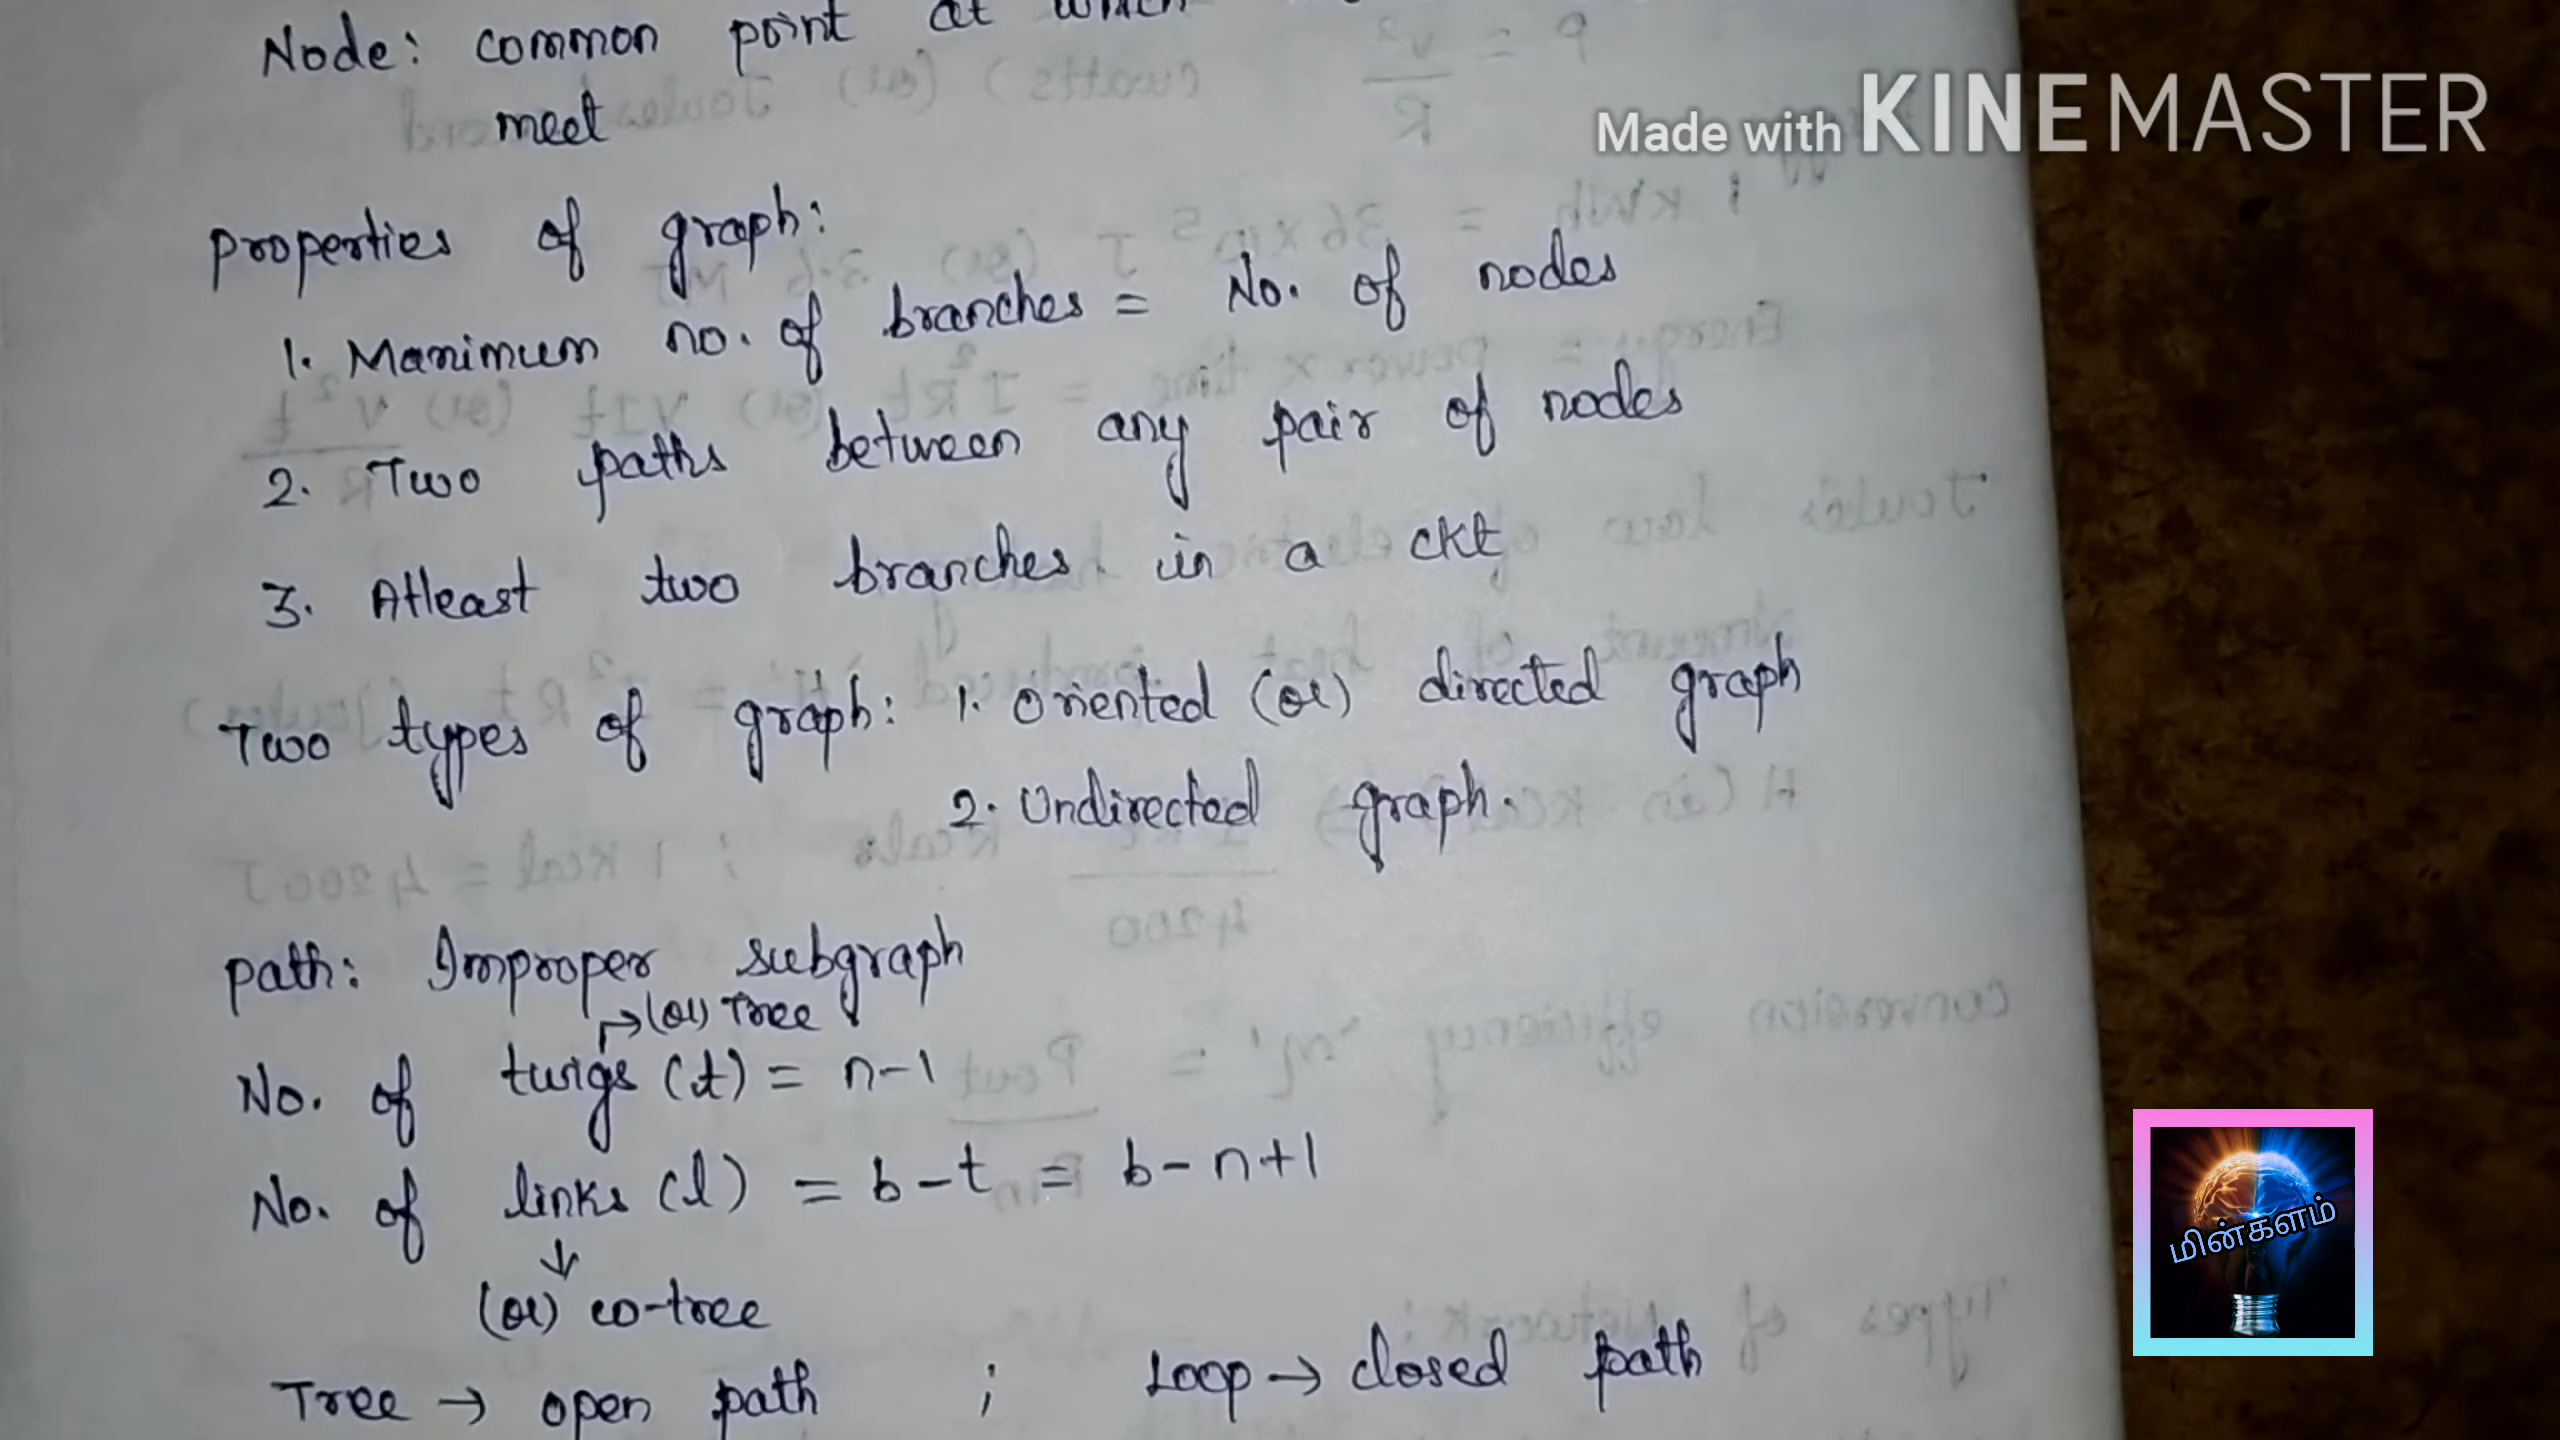 Node: common point at which
meet
Made with KINEMASTER
properties of graph:
1. Manimum no. of branches = No. of nodes
2. Two paths between any pair of nodes
3. Atleast two branches in a ckt
Two types of graph: 1. Oriented (or) directed graph
2. Undirected graph.
path: Improper subgraph
→(or) Tree
No. of twigs (t) = n-1
No. of links (l) = b-t = b-n+1
↓
(or) co-tree
மின்களம்
Tree → open path ; Loop → closed path